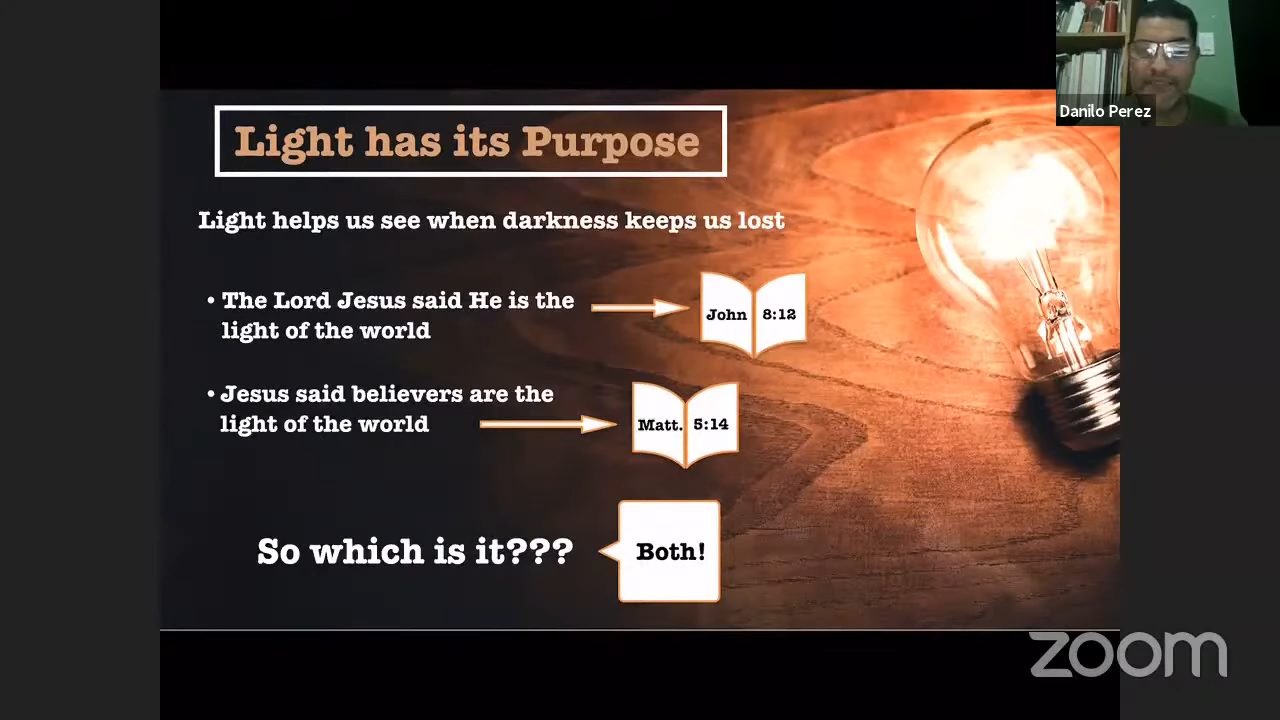 Danilo Perez
Light has its Purpose
Light helps us see when darkness keeps us lost
• The Lord Jesus said He is the
light of the world
John 8:12
• Jesus said believers are the
light of the world
Matt. 5:14
So which is it???
Both!
zoom